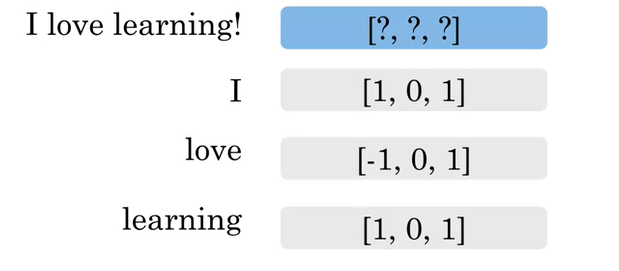 I love learning! [?, ?, ?]
I [1, 0, 1]
love [-1, 0, 1]
learning [1, 0, 1]